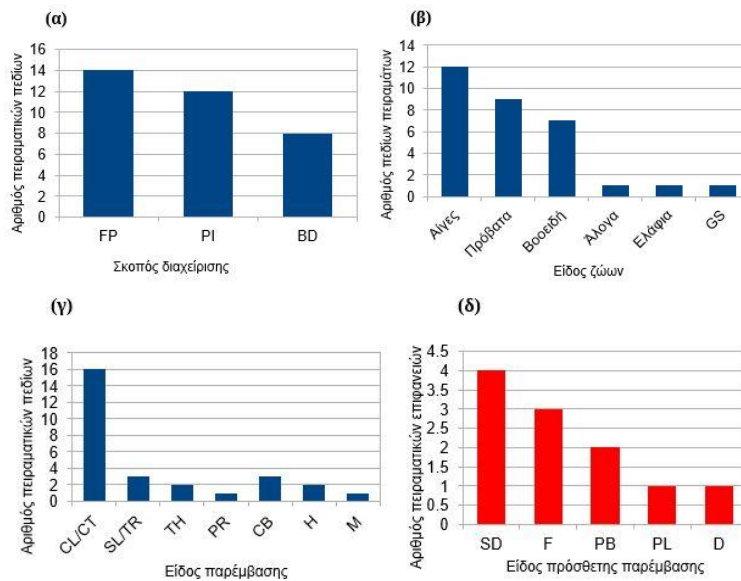 (α)
Αριθμός πειραματικών πεδίων
16
14
12
10
8
6
4
2
0
FP PI BD
Σκοπός διαχείρισης
(β)
Αριθμός πεδίων πειραμάτων
14
12
10
8
6
4
2
0
Αίγες Πρόβατα Βοοειδή Άλογα Ελάφια GS
Είδος ζώων
(γ)
Αριθμός πειραματικών πεδίων
18
16
14
12
10
8
6
4
2
0
CL/CT SL/TR TH PR CB H M
Είδος παρέμβασης
(δ)
Αριθμός πειραματικών επιφανειών
4.5
4
3.5
3
2.5
2
1.5
1
0.5
0
SD F PB PL D
Είδος πρόσθετης παρέμβασης